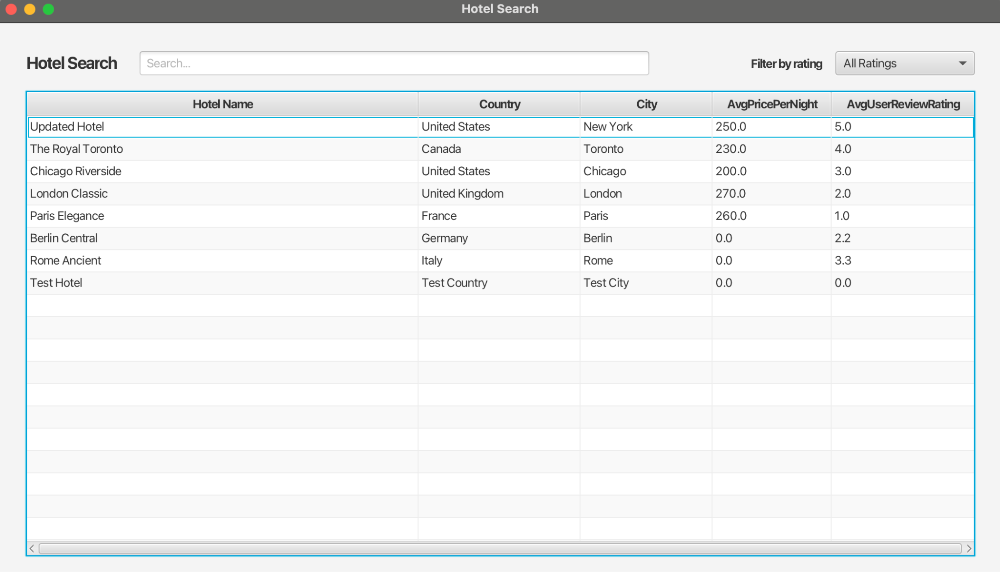 Hotel Search
Hotel Search Search... Filter by rating All Ratings
Hotel Name Country City AvgPricePerNight AvgUserReviewRating
Updated Hotel United States New York 250.0 5.0
The Royal Toronto Canada Toronto 230.0 4.0
Chicago Riverside United States Chicago 200.0 3.0
London Classic United Kingdom London 270.0 2.0
Paris Elegance France Paris 260.0 1.0
Berlin Central Germany Berlin 0.0 2.2
Rome Ancient Italy Rome 0.0 3.3
Test Hotel Test Country Test City 0.0 0.0